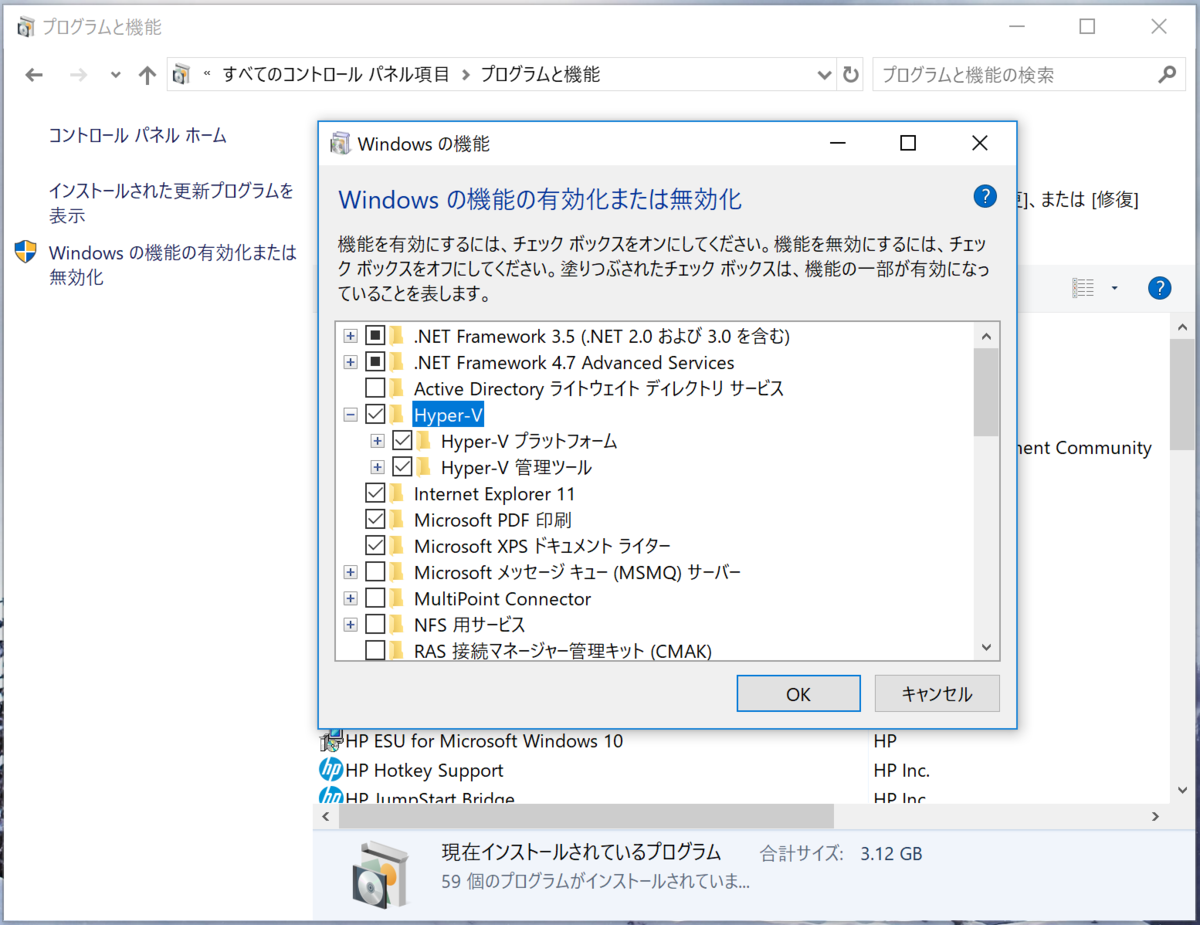 プログラムと機能
« すべてのコントロール パネル項目 › プログラムと機能
プログラムと機能の検索
コントロール パネル ホーム
インストールされた更新プログラムを
表示
Windows の機能の有効化または
無効化
]、または [修復]
Windows の機能
Windows の機能の有効化または無効化
機能を有効にするには、チェック ボックスをオンにしてください。機能を無効にするには、チェッ
ク ボックスをオフにしてください。塗りつぶされたチェック ボックスは、機能の一部が有効になっ
ていることを表します。
.NET Framework 3.5 (.NET 2.0 および 3.0 を含む)
.NET Framework 4.7 Advanced Services
Active Directory ライトウェイト ディレクトリ サービス
Hyper-V
Hyper-V プラットフォーム
Hyper-V 管理ツール
Internet Explorer 11
Microsoft PDF 印刷
Microsoft XPS ドキュメント ライター
Microsoft メッセージ キュー (MSMQ) サーバー
MultiPoint Connector
NFS 用サービス
RAS 接続マネージャー管理キット (CMAK)
OK
キャンセル
ment Community
HP ESU for Microsoft Windows 10
HP
HP Hotkey Support
HP Inc.
HP JumpStart Bridge
HP Inc.
現在インストールされているプログラム
合計サイズ: 3.12 GB
59 個のプログラムがインストールされていま...